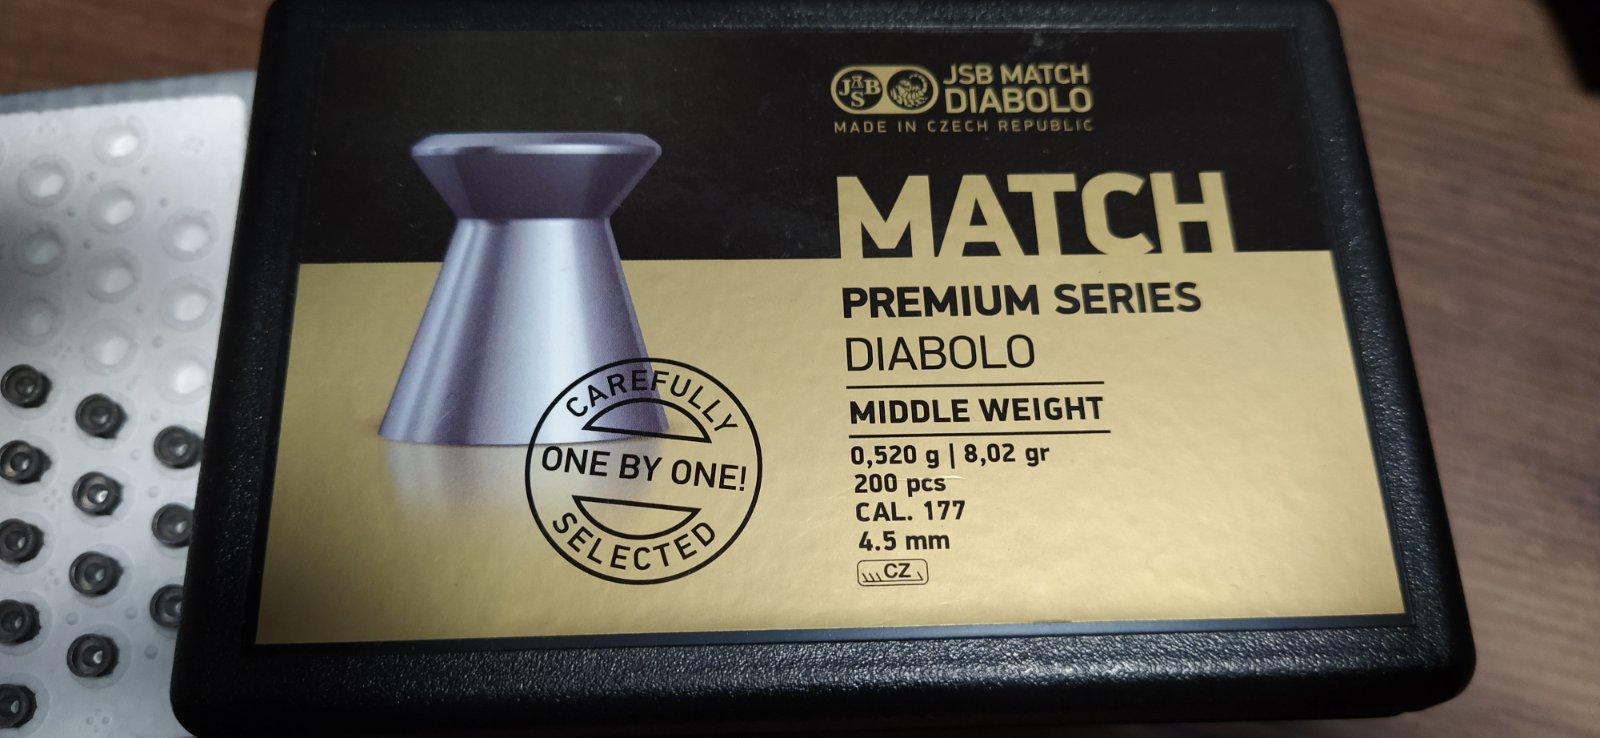 JSB
JSB MATCH
DIABOLO
MADE IN CZECH REPUBLIC
MATCH
PREMIUM SERIES
DIABOLO
MIDDLE WEIGHT
0,520 g | 8,02 gr
200 pcs
CAL. 177
4.5 mm
CZ
CAREFULLY
ONE BY ONE!
SELECTED